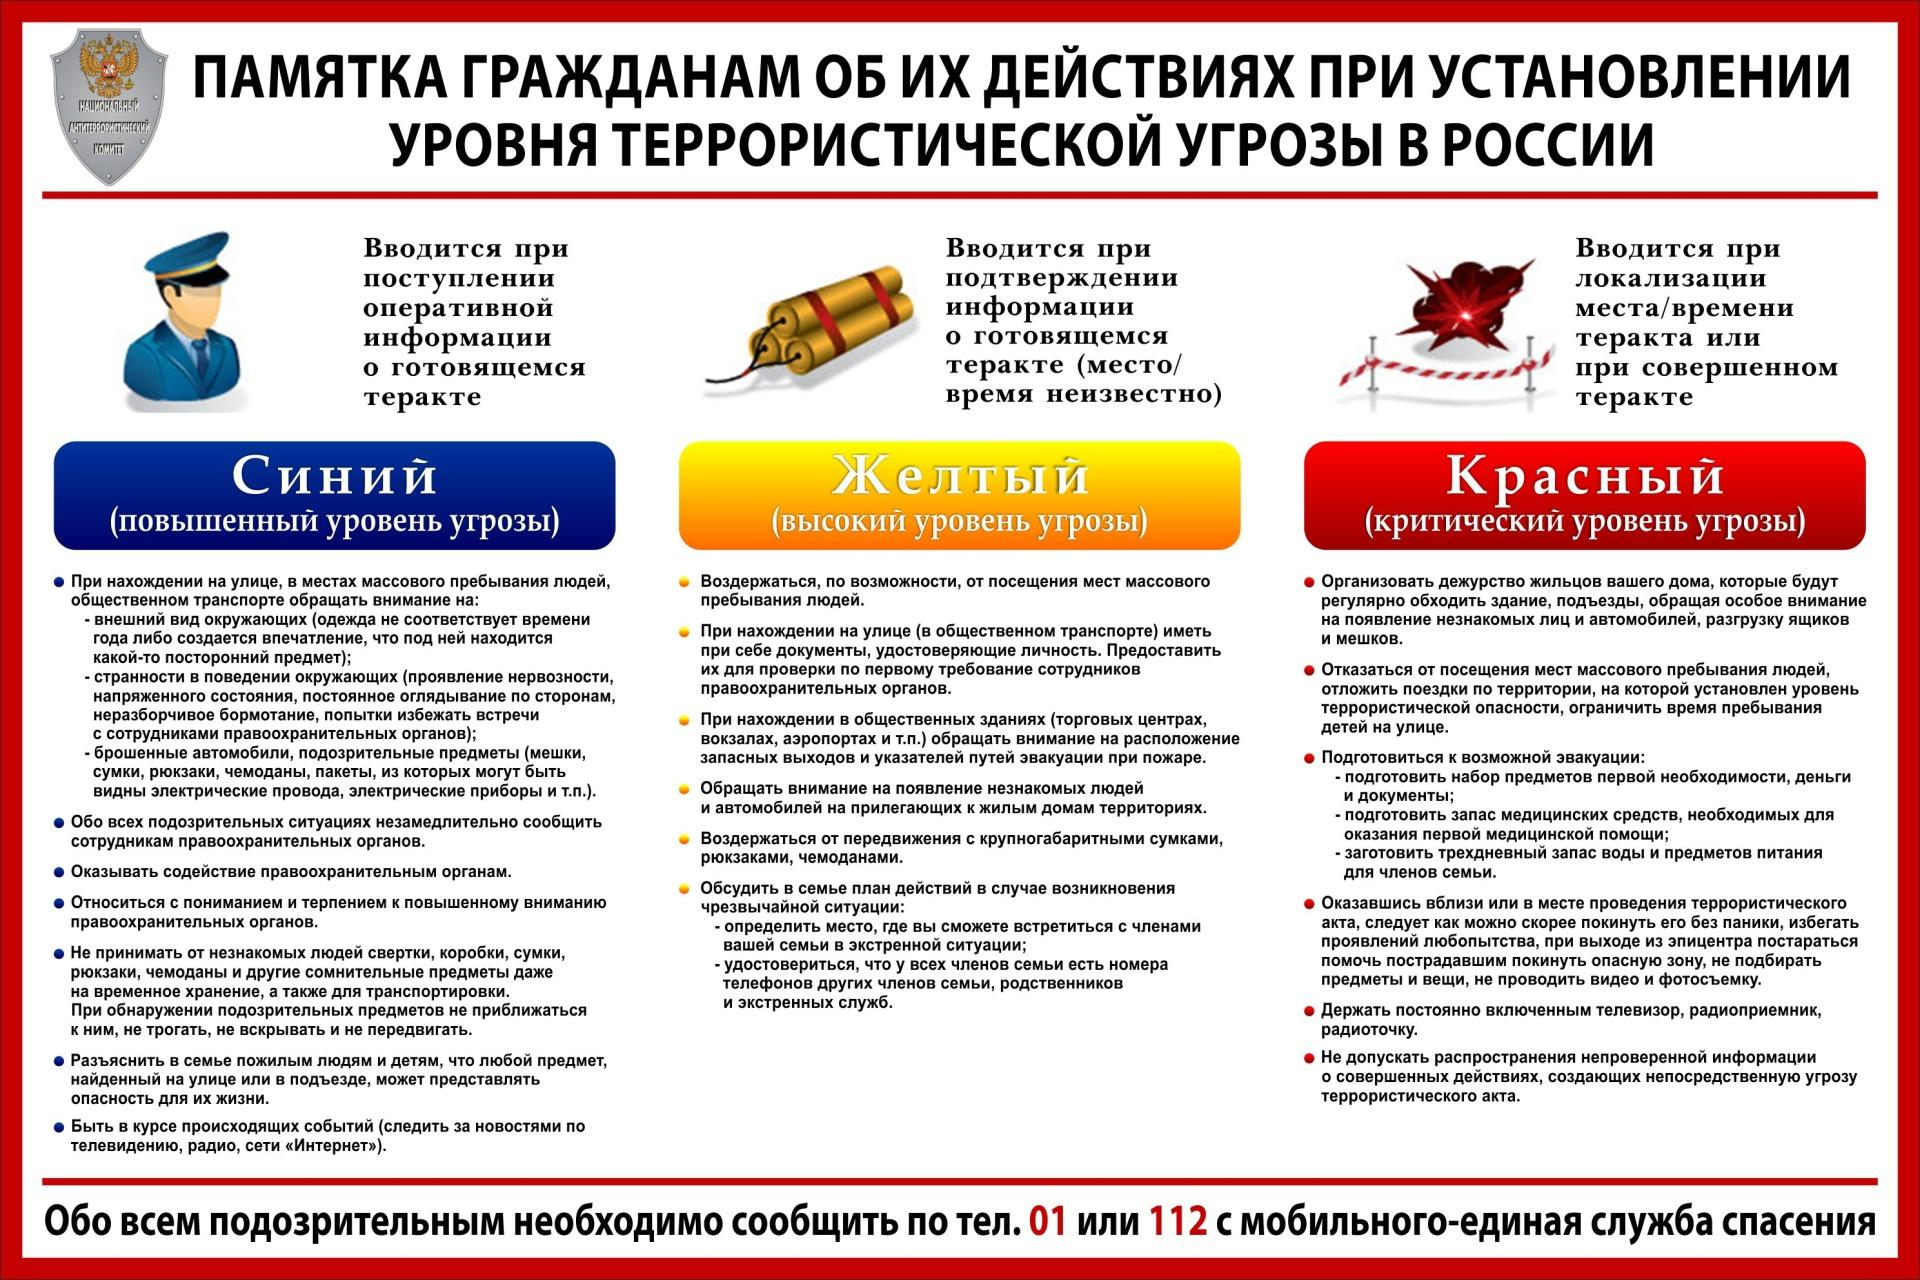 НАЦИОНАЛЬНЫЙ
АНТИТЕРРОРИСТИЧЕСКИЙ
КОМИТЕТ
ПАМЯТКА ГРАЖДАНАМ ОБ ИХ ДЕЙСТВИЯХ ПРИ УСТАНОВЛЕНИИ
УРОВНЯ ТЕРРОРИСТИЧЕСКОЙ УГРОЗЫ В РОССИИ
Вводится при
поступлении
оперативной
информации
о готовящемся
теракте
Синий
(повышенный уровень угрозы)
При нахождении на улице, в местах массового пребывания людей,
общественном транспорте обращать внимание на:
- внешний вид окружающих (одежда не соответствует времени
года либо создается впечатление, что под ней находится
какой-то посторонний предмет);
- странности в поведении окружающих (проявление нервозности,
напряженного состояния, постоянное оглядывание по сторонам,
неразборчивое бормотание, попытки избежать встречи
с сотрудниками правоохранительных органов);
- брошенные автомобили, подозрительные предметы (мешки,
сумки, рюкзаки, чемоданы, пакеты, из которых могут быть
видны электрические провода, электрические приборы и т.п.).
Обо всех подозрительных ситуациях незамедлительно сообщить
сотрудникам правоохранительных органов.
Оказывать содействие правоохранительным органам.
Относиться с пониманием и терпением к повышенному вниманию
правоохранительных органов.
Не принимать от незнакомых людей свертки, коробки, сумки,
рюкзаки, чемоданы и другие сомнительные предметы даже
на временное хранение, а также для транспортировки.
При обнаружении подозрительных предметов не приближаться
к ним, не трогать, не вскрывать и не передвигать.
Разъяснить в семье пожилым людям и детям, что любой предмет,
найденный на улице или в подъезде, может представлять
опасность для их жизни.
Быть в курсе происходящих событий (следить за новостями по
телевидению, радио, сети «Интернет»).
Вводится при
подтверждении
информации
о готовящемся
теракте (место/
время неизвестно)
Желтый
(высокий уровень угрозы)
Воздержаться, по возможности, от посещения мест массового
пребывания людей.
При нахождении на улице (в общественном транспорте) иметь
при себе документы, удостоверяющие личность. Предоставить
их для проверки по первому требование сотрудников
правоохранительных органов.
При нахождении в общественных зданиях (торговых центрах,
вокзалах, аэропортах и т.п.) обращать внимание на расположение
запасных выходов и указателей путей эвакуации при пожаре.
Обращать внимание на появление незнакомых людей
и автомобилей на прилегающих к жилым домам территориях.
Воздержаться от передвижения с крупногабаритными сумками,
рюкзаками, чемоданами.
Обсудить в семье план действий в случае возникновения
чрезвычайной ситуации:
- определить место, где вы сможете встретиться с членами
вашей семьи в экстренной ситуации;
- удостовериться, что у всех членов семьи есть номера
телефонов других членов семьи, родственников
и экстренных служб.
Вводится при
локализации
места/времени
теракта или
при совершенном
теракте
Красный
(критический уровень угрозы)
Организовать дежурство жильцов вашего дома, которые будут
регулярно обходить здание, подъезды, обращая особое внимание
на появление незнакомых лиц и автомобилей, разгрузку ящиков
и мешков.
Отказаться от посещения мест массового пребывания людей,
отложить поездки по территории, на которой установлен уровень
террористической опасности, ограничить время пребывания
детей на улице.
Подготовиться к возможной эвакуации:
- подготовить набор предметов первой необходимости, деньги
и документы;
- подготовить запас медицинских средств, необходимых для
оказания первой медицинской помощи;
- заготовить трехдневный запас воды и предметов питания
для членов семьи.
Оказавшись вблизи или в месте проведения террористического
акта, следует как можно скорее покинуть его без паники, избегать
проявлений любопытства, при выходе из эпицентра постараться
помочь пострадавшим покинуть опасную зону, не подбирать
предметы и вещи, не проводить видео и фотосъемку.
Держать постоянно включенным телевизор, радиоприемник,
радиоточку.
Не допускать распространения непроверенной информации
о совершенных действиях, создающих непосредственную угрозу
террористического акта.
Обо всем подозрительным необходимо сообщить по тел. 01 или 112 с мобильного-единая служба спасения